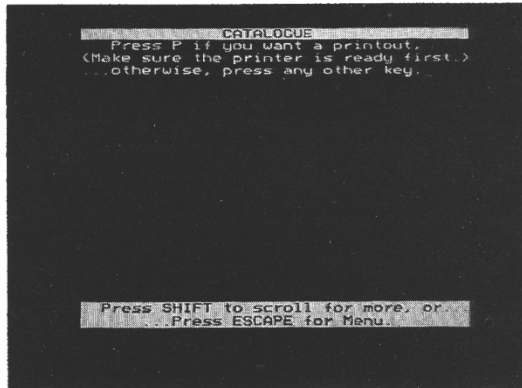 CATALOGUE
Press P if you want a printout,
(Make sure the printer is ready first.)
...otherwise, press any other key.
Press SHIFT to scroll for more, or...
...Press ESCAPE for Menu.